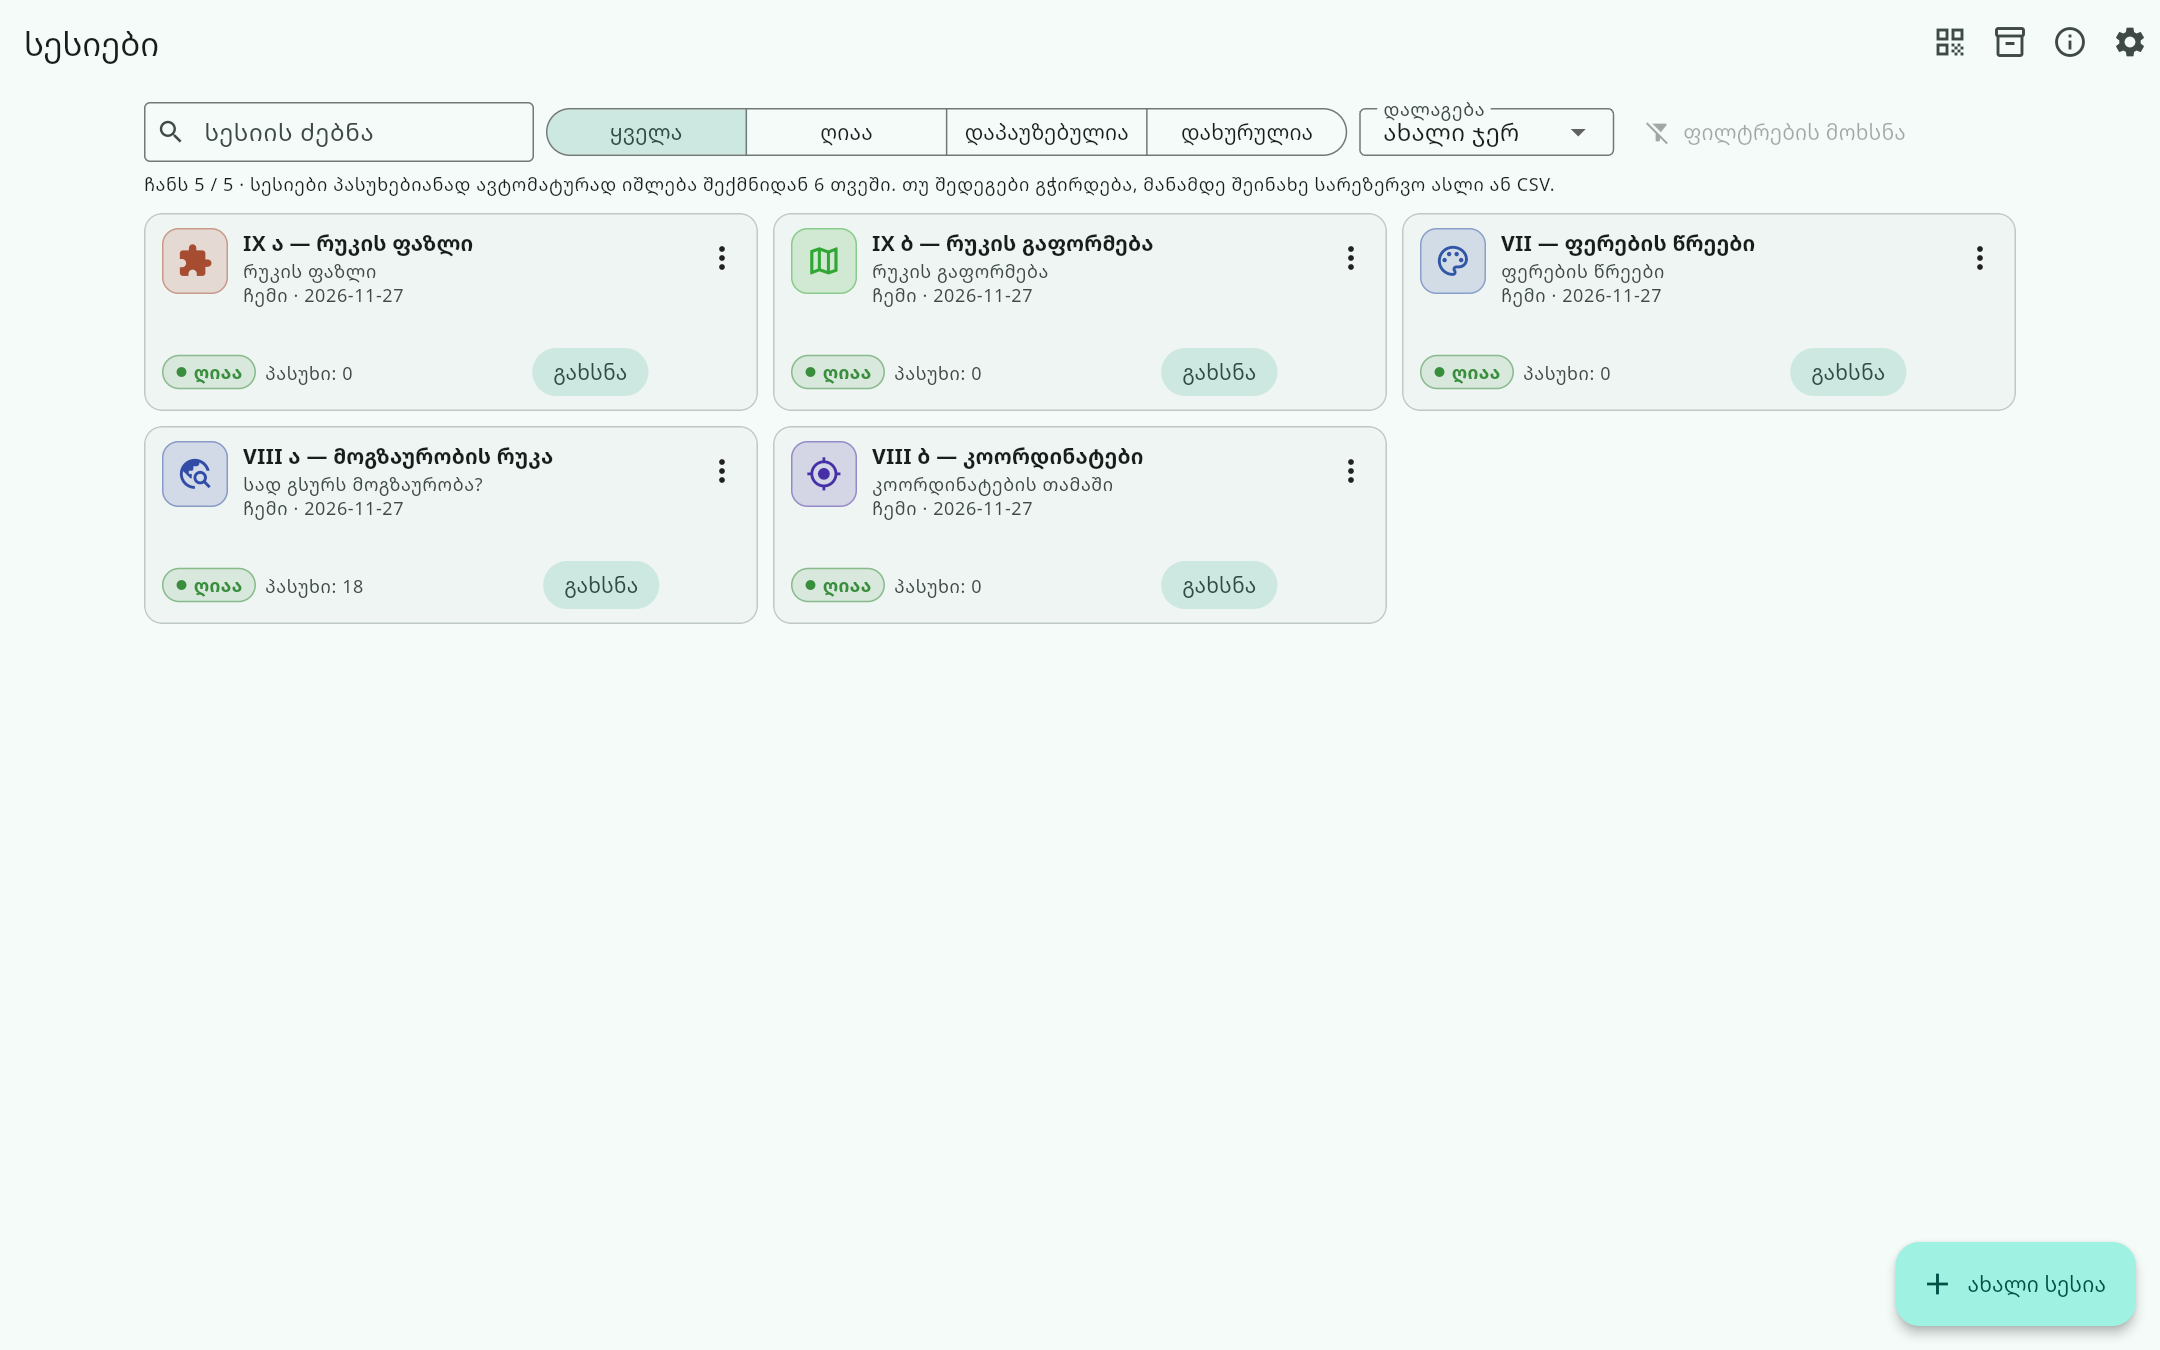 სესიები
სესიის ძებნა
ყველა
ღიაა
დაპაუზებულია
დახურულია
დალაგება
ახალი ჯერ
ფილტრების მოხსნა
ჩანს 5 / 5 · სესიები პასუხებიანად ავტომატურად იშლება შექმნიდან 6 თვეში. თუ შედეგები გჭირდება, მანამდე შეინახე სარეზერვო ასლი ან CSV.
IX ა — რუკის ფაზლი
რუკის ფაზლი
ჩემი · 2026-11-27
ღიაა
პასუხი: 0
გახსნა
IX ბ — რუკის გაფორმება
რუკის გაფორმება
ჩემი · 2026-11-27
ღიაა
პასუხი: 0
გახსნა
VII — ფერების წრეები
ფერების წრეები
ჩემი · 2026-11-27
ღიაა
პასუხი: 0
გახსნა
VIII ა — მოგზაურობის რუკა
სად გსურს მოგზაურობა?
ჩემი · 2026-11-27
ღიაა
პასუხი: 18
გახსნა
VIII ბ — კოორდინატები
კოორდინატების თამაში
ჩემი · 2026-11-27
ღიაა
პასუხი: 0
გახსნა
ახალი სესია